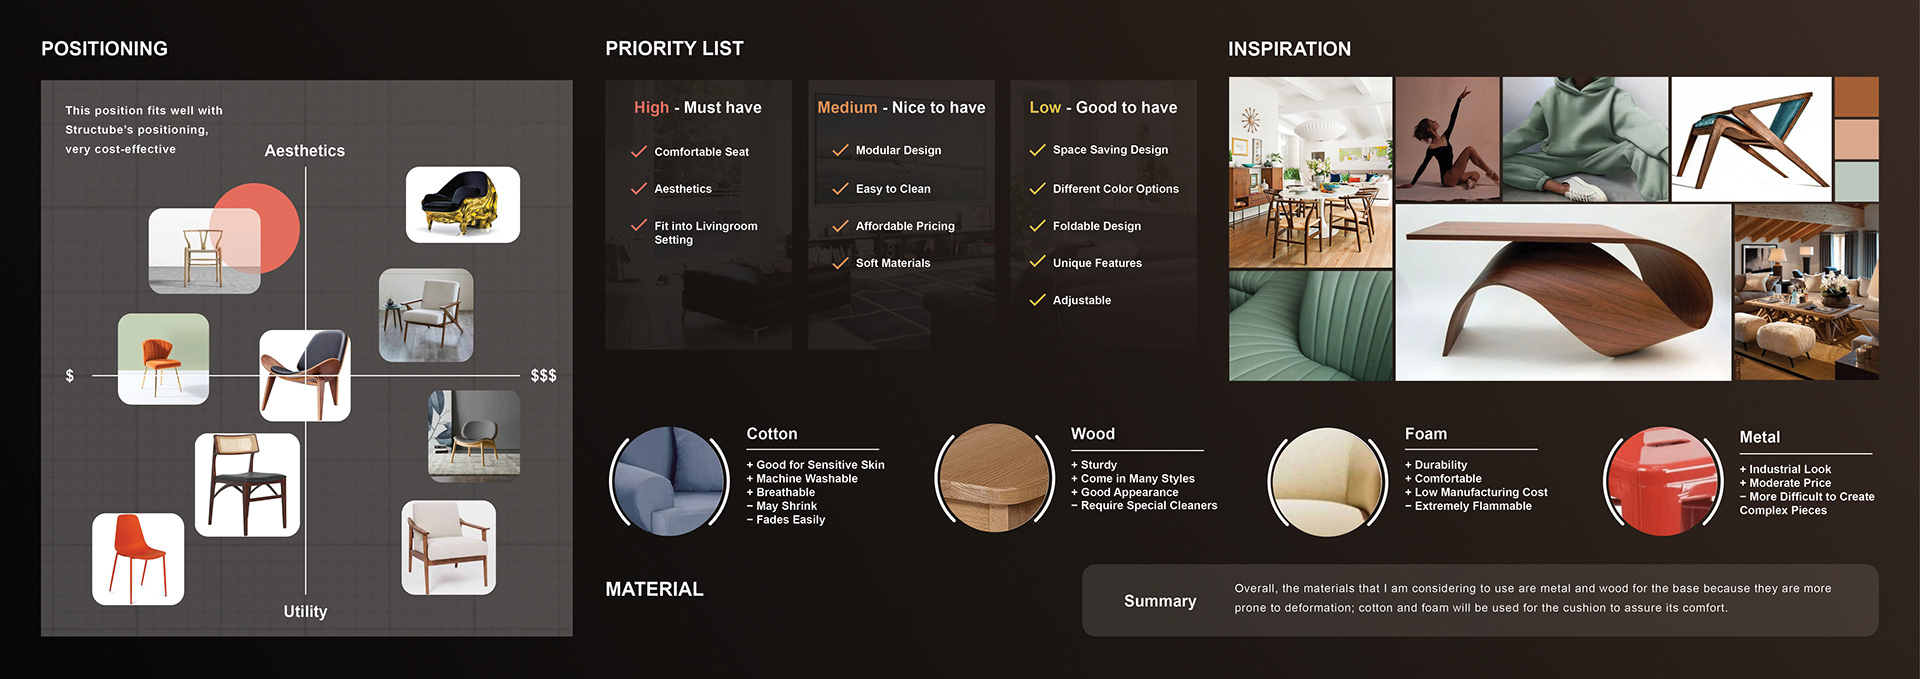 POSITIONING
This position fits well with
Structube's positioning,
very cost-effective
Aesthetics
$
$$$
Utility
PRIORITY LIST
High - Must have
Comfortable Seat
Aesthetics
Fit into Livingroom
Setting
Medium - Nice to have
Modular Design
Easy to Clean
Affordable Pricing
Soft Materials
Low - Good to have
Space Saving Design
Different Color Options
Foldable Design
Unique Features
Adjustable
INSPIRATION
Cotton
+ Good for Sensitive Skin
+ Machine Washable
+ Breathable
− May Shrink
− Fades Easily
Wood
+ Sturdy
+ Come in Many Styles
+ Good Appearance
− Require Special Cleaners
Foam
+ Durability
+ Comfortable
+ Low Manufacturing Cost
− Extremely Flammable
Metal
+ Industrial Look
+ Moderate Price
− More Difficult to Create
Complex Pieces
MATERIAL
Summary
Overall, the materials that I am considering to use are metal and wood for the base because they are more
prone to deformation; cotton and foam will be used for the cushion to assure its comfort.